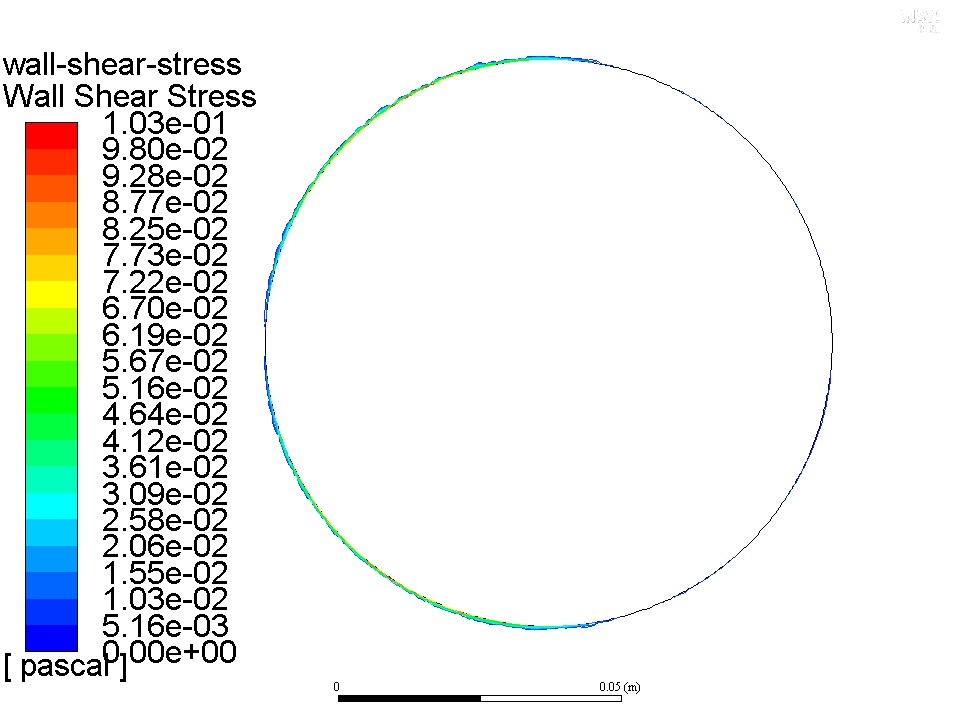 wall-shear-stress
Wall Shear Stress
1.03e-01
9.80e-02
9.28e-02
8.77e-02
8.25e-02
7.73e-02
7.22e-02
6.70e-02
6.19e-02
5.67e-02
5.16e-02
4.64e-02
4.12e-02
3.61e-02
3.09e-02
2.58e-02
2.06e-02
1.55e-02
1.03e-02
5.16e-03
0.00e+00
[ pascal ]
0 0.05 (m)